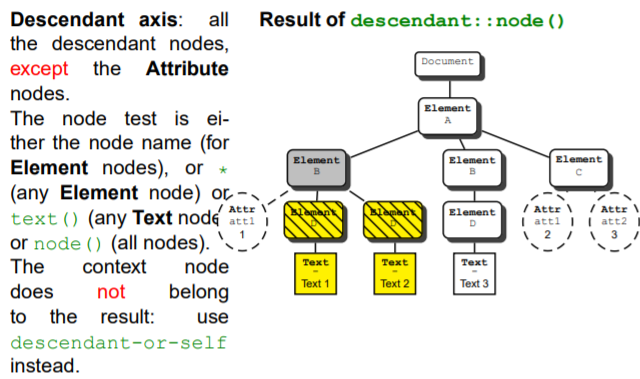 Descendant axis: all
the descendant nodes,
except the Attribute
nodes.
The node test is ei-
ther the node name (for
Element nodes), or *
(any Element node) or
text() (any Text node
or node() (all nodes).
The context node
does not belong
to the result: use
descendant-or-self
instead.
Result of descendant::node()
Document
Element
A
Element
B
Element
B
Element
C
Attr
att1
1
Element
D
Element
D
Element
D
Attr
att1
2
Attr
att2
3
Text
–
Text 1
Text
–
Text 2
Text
–
Text 3